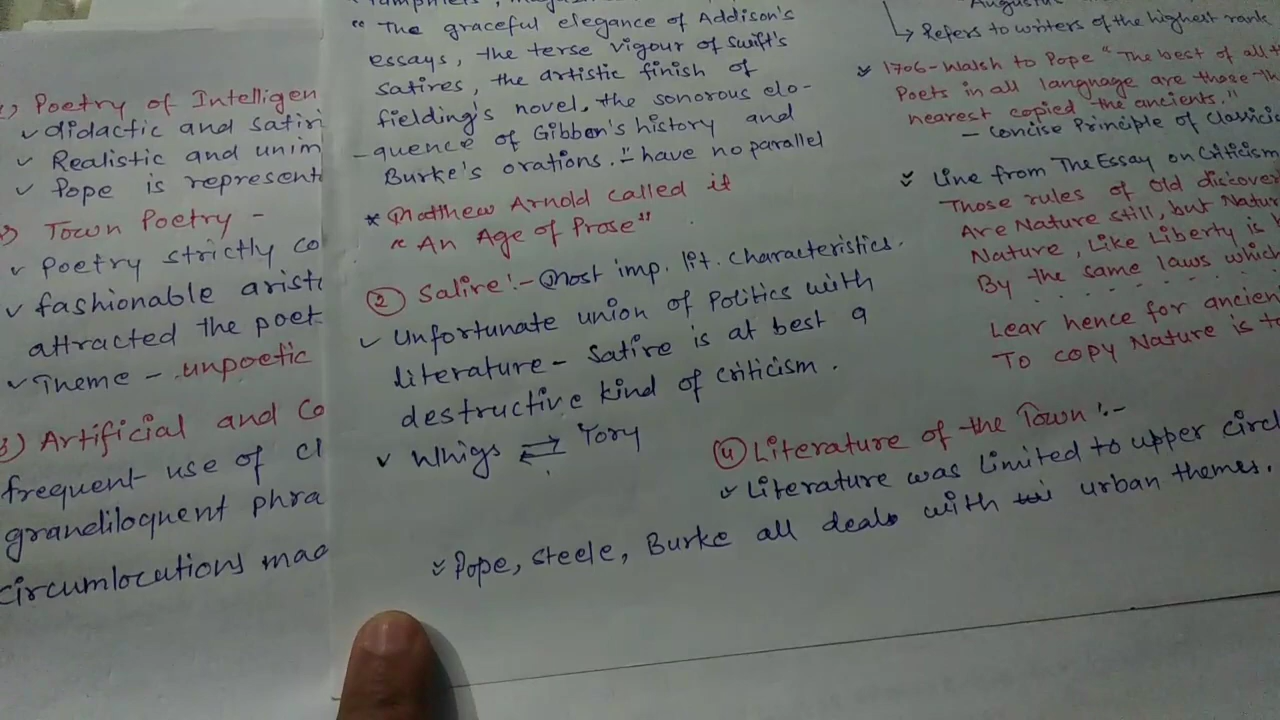 1) Poetry of Intelligen
✓ didactic and satir
✓ Realistic and unim
✓ Pope is represent
Town Poetry -
✓ Poetry strictly co
✓ fashionable arist
attracted the poet
✓ Theme - unpoetic
3) Artificial and Co
frequent use of cl
grandiloquent phra
circumlocutions mad
"The graceful elegance of Addison's
essays, the terse vigour of swift's
satires, the artistic finish of
fielding's novel, the sonorous elo-
-quence of Gibbon's history and
Burke's orations. - have no parallel
* Matthew Arnold called it
"An Age of Prose"
② Satire :- Most imp. lit. characteristics.
✓ Unfortunate union of Politics with
literature - Satire is at best a
destructive kind of criticism.
✓ Whigs ⇄ Tory
Augustus
↳ Refers to writers of the highest rank
✓ 1706 - Walsh to Pope "The best of all t
Poets in all language are those th
nearest copied the ancients."
- Concise Principle of Classici
✓ Line from The Essay on Criticism
Those rules of old discover
Are Nature still, but Natur
Nature, Like Liberty is
By the same laws which
Lear hence for ancien
To copy Nature is to
④ Literature of the Town :-
✓ Literature was limited to upper circl
✓ Pope, Steele, Burke all deals with urban themes.